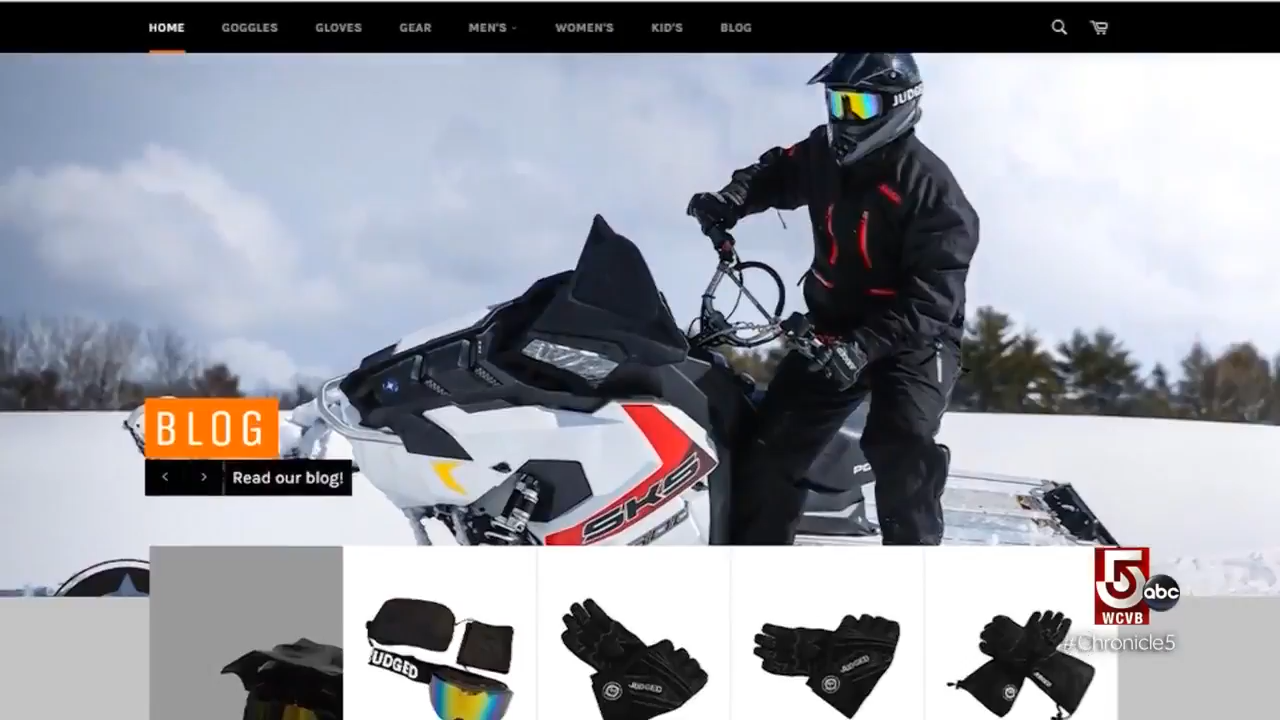 HOME GOGGLES GLOVES GEAR MEN'S WOMEN'S KID'S BLOG
JUDGED
BLOG
Read our blog!
SKS
JUDGED
JUDGED
JUDGED
5
abc
WCVB
#Chronicle5